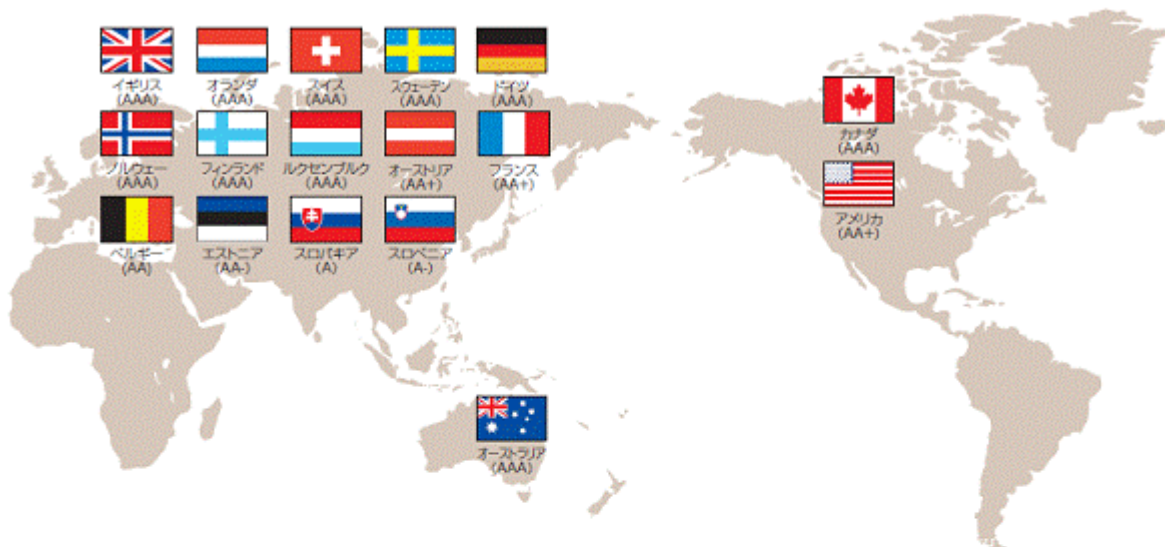 イギリス
(AAA)
オランダ
(AAA)
スイス
(AAA)
スウェーデン
(AAA)
ドイツ
(AAA)
ノルウェー
(AAA)
フィンランド
(AAA)
ルクセンブルク
(AAA)
オーストリア
(AA+)
フランス
(AA+)
ベルギー
(AA)
エストニア
(AA-)
スロバキア
(A)
スロベニア
(A-)
カナダ
(AAA)
アメリカ
(AA+)
オーストラリア
(AAA)